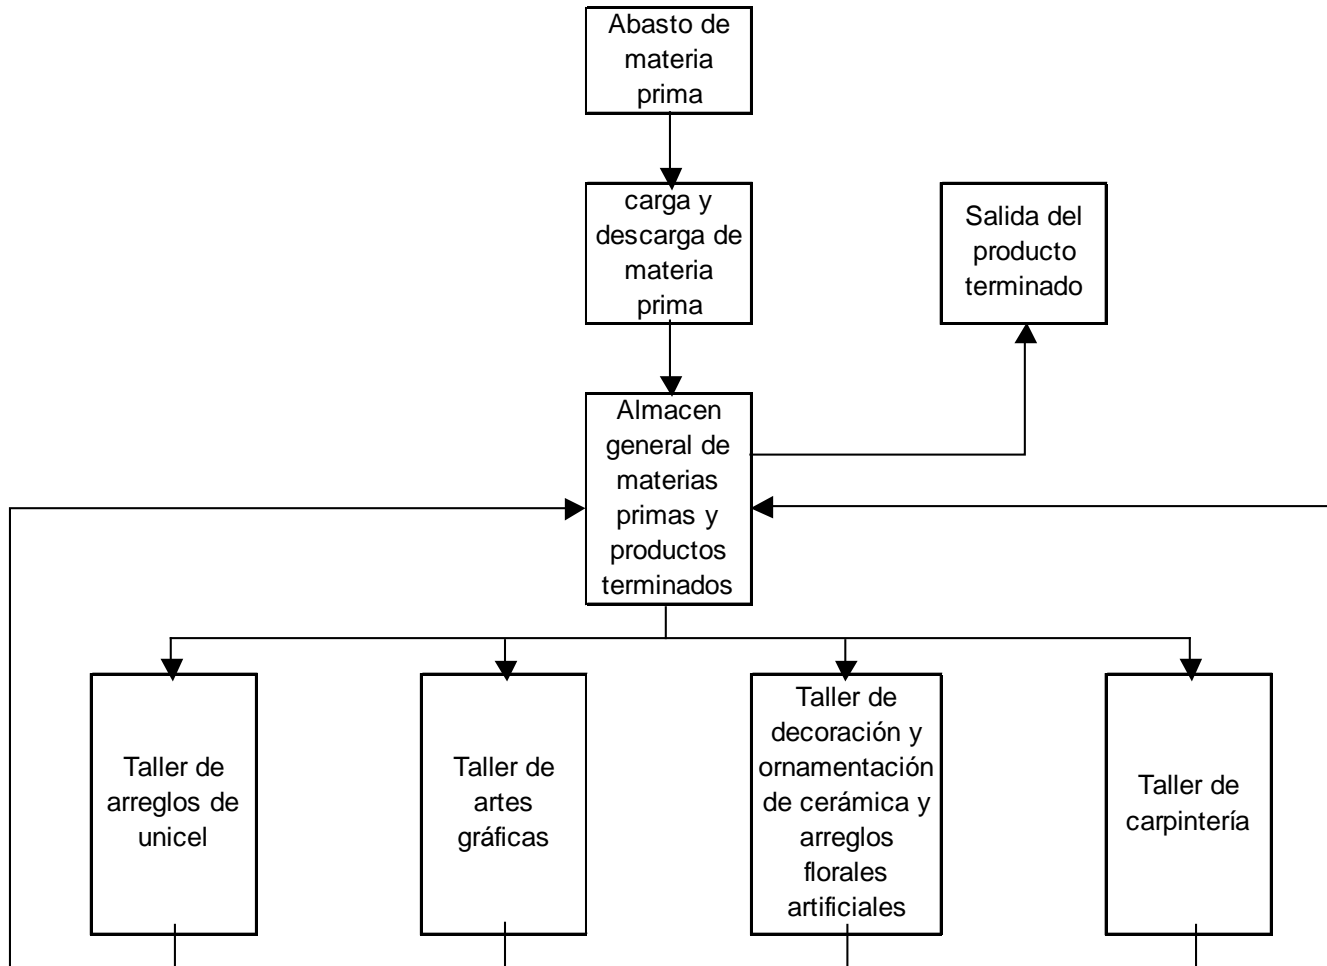 Abasto de
materia
prima
carga y
descarga de
materia
prima
Salida del
producto
terminado
Almacen
general de
materias
primas y
productos
terminados
Taller de
arreglos de
unicel
Taller de
artes
gráficas
Taller de
decoración y
ornamentación
de cerámica y
arreglos
florales
artificiales
Taller de
carpintería